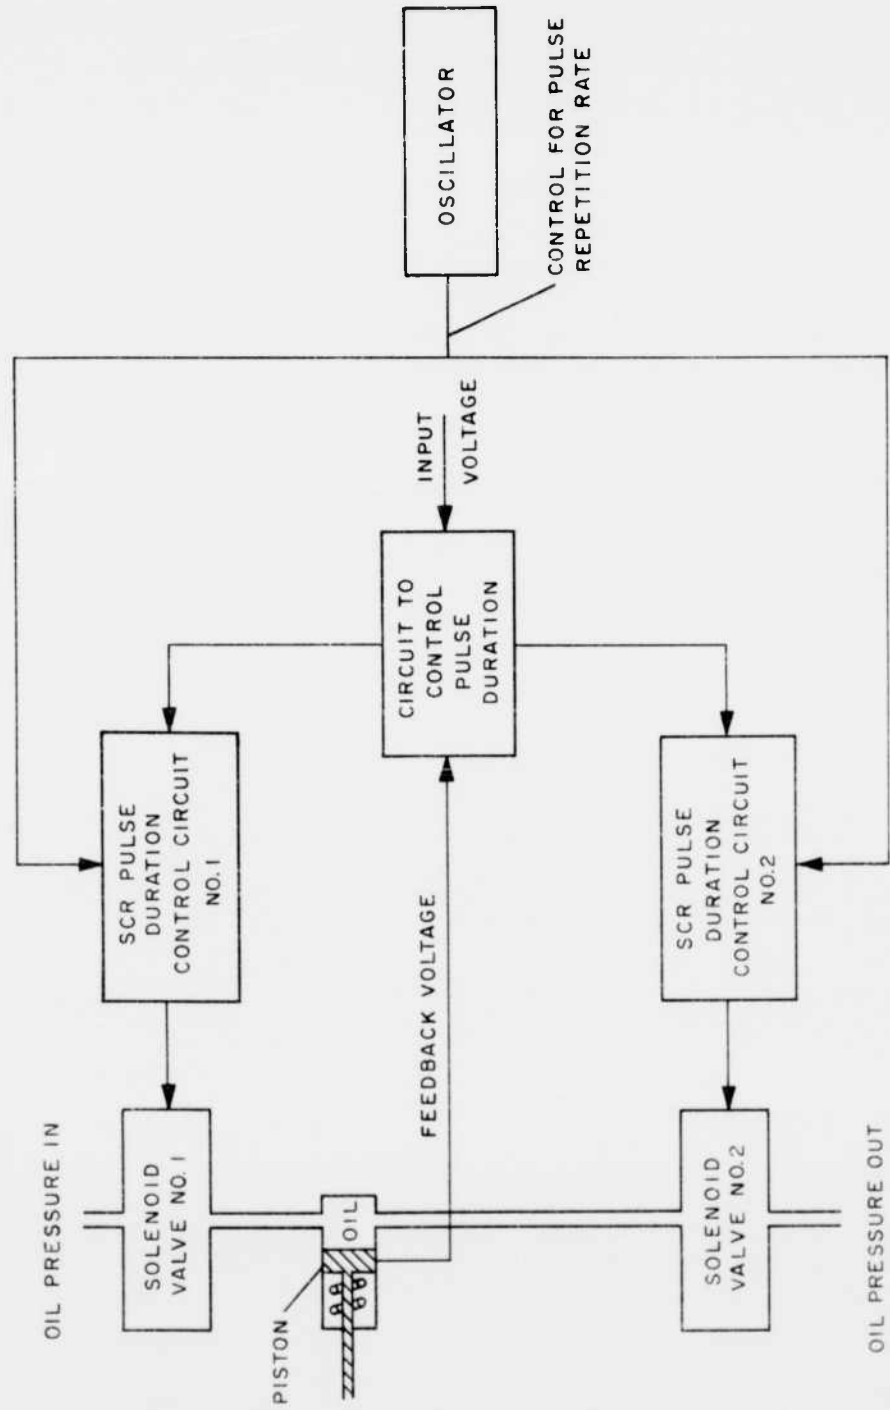 OIL PRESSURE IN
SOLENOID
VALVE NO. 1
SCR PULSE
DURATION
CONTROL CIRCUIT
NO. 1
PISTON
OIL
FEEDBACK VOLTAGE
CIRCUIT TO
CONTROL
PULSE
DURATION
INPUT
VOLTAGE
OSCILLATOR
CONTROL FOR PULSE
REPETITION RATE
SOLENOID
VALVE NO.2
SCR PULSE
DURATION
CONTROL CIRCUIT
NO.2
OIL PRESSURE OUT